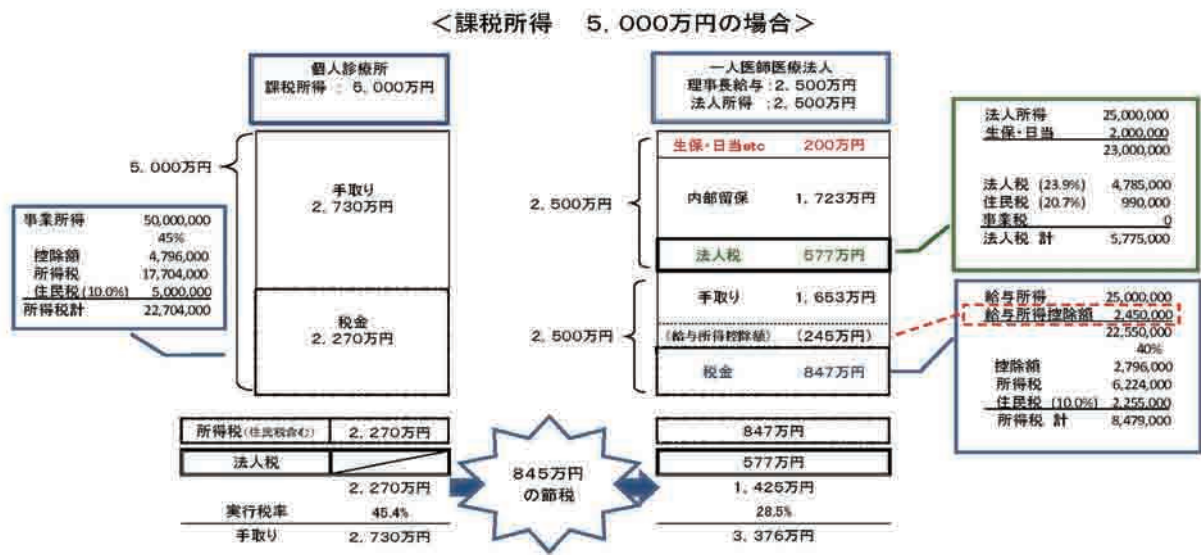 ＜課税所得　5，000万円の場合＞
個人診療所
課税所得 ： 5，000万円
一人医師医療法人
理事長給与：2，500万円
法人所得 ：2，500万円
5，000万円
手取り
2，730万円
税金
2，270万円
事業所得 50,000,000
45%
控除額 4,796,000
所得税 17,704,000
住民税(10.0%) 5,000,000
所得税計 22,704,000
2，500万円
生保・日当etc 200万円
内部留保 1，723万円
法人税 577万円
2，500万円
手取り 1，653万円
(給与所得控除額) (245万円)
税金 847万円
法人所得 25,000,000
生保・日当 2,000,000
23,000,000
法人税 (23.9%) 4,785,000
住民税 (20.7%) 990,000
事業税 0
法人税 計 5,775,000
給与所得 25,000,000
給与所得控除額 2,450,000
22,550,000
40%
控除額 2,796,000
所得税 6,224,000
住民税 (10.0%) 2,255,000
所得税 計 8,479,000
所得税(住民税含む) 2，270万円
法人税
2，270万円
実行税率 45.4%
手取り 2，730万円
845万円
の節税
847万円
577万円
1，425万円
28.5%
3，376万円